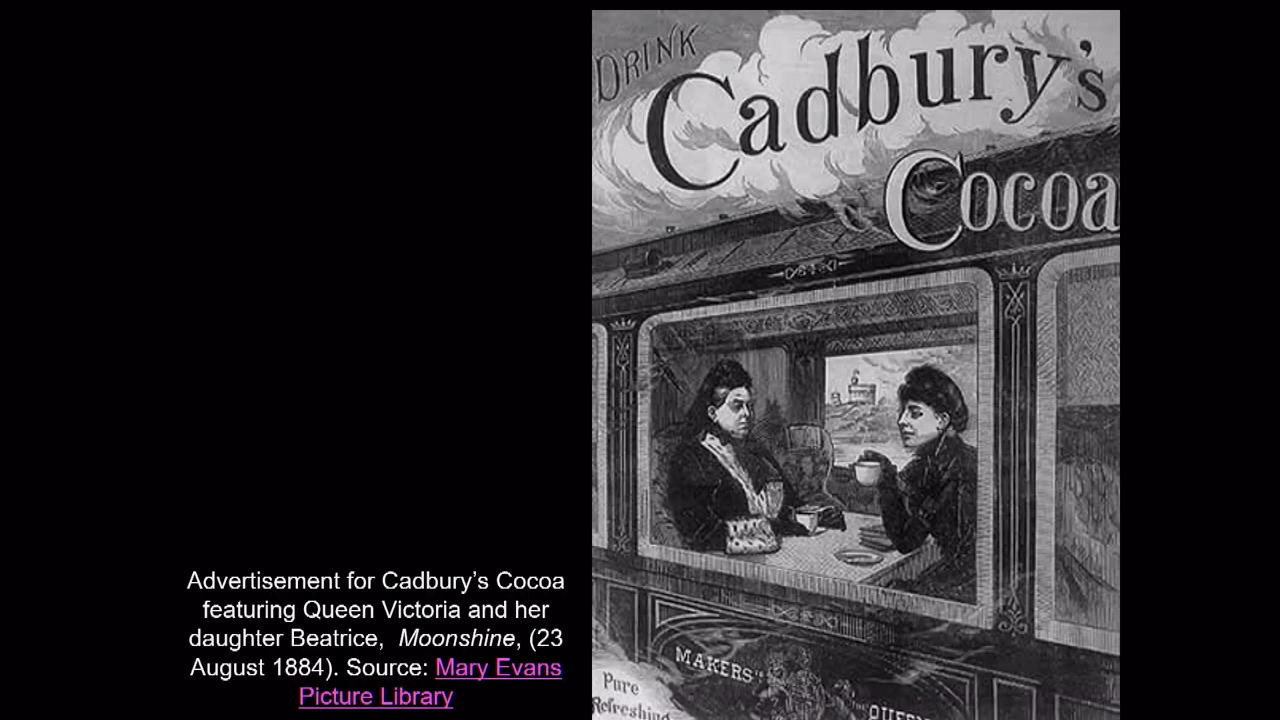 DRINK
Cadbury's
Cocoa
Advertisement for Cadbury’s Cocoa
featuring Queen Victoria and her
daughter Beatrice, Moonshine, (23
August 1884). Source: Mary Evans
Picture Library
MAKERS
Pure
Refreshing